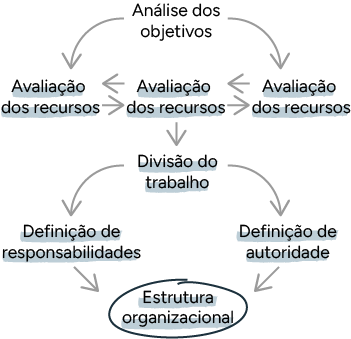 Análise dos
objetivos
Avaliação
dos recursos
Avaliação
dos recursos
Avaliação
dos recursos
Divisão do
trabalho
Definição de
responsabilidades
Definição de
autoridade
Estrutura
organizacional